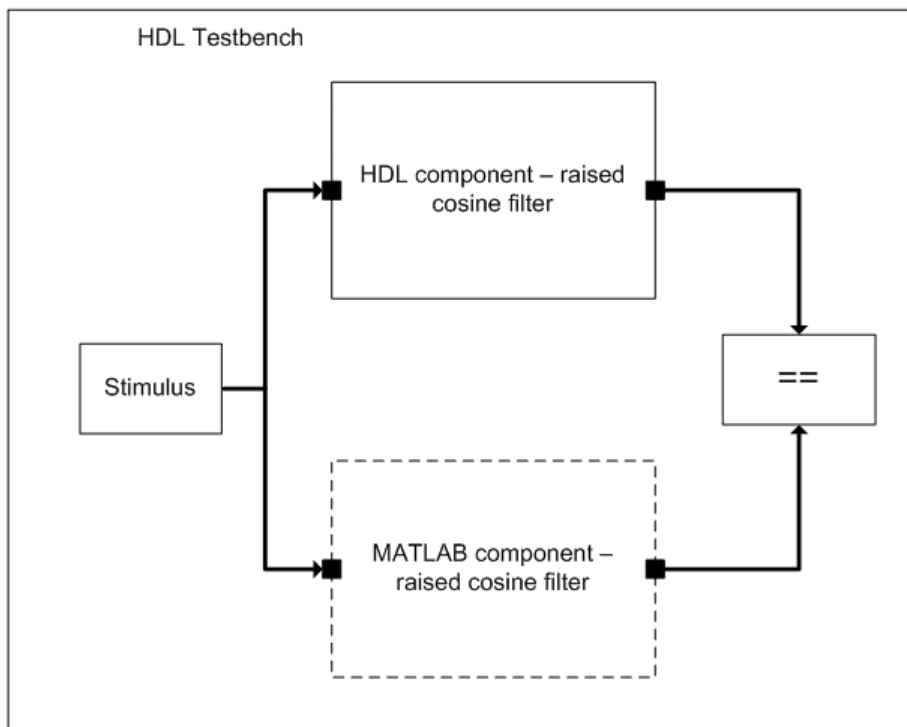 HDL Testbench
HDL component – raised
cosine filter
Stimulus
==
MATLAB component –
raised cosine filter